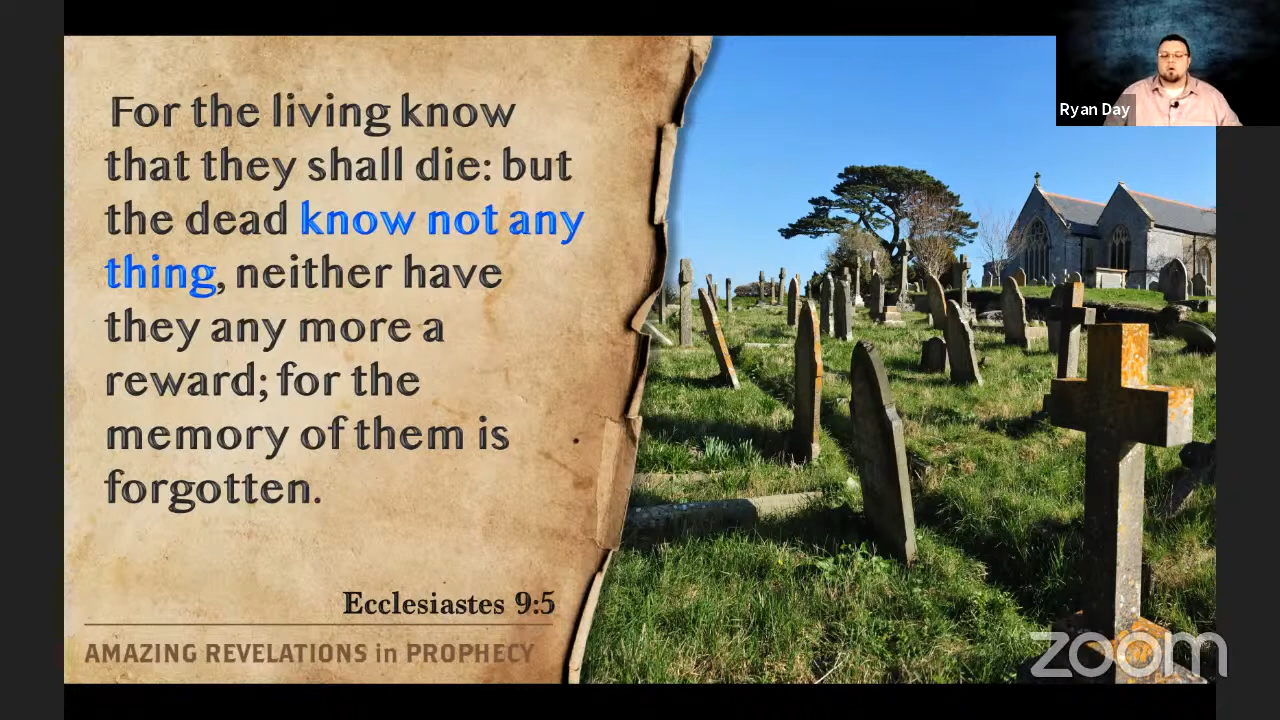 For the living know
that they shall die: but
the dead know not any
thing, neither have
they any more a
reward; for the
memory of them is
forgotten.
Ecclesiastes 9:5
AMAZING REVELATIONS in PROPHECY
Ryan Day
zoom